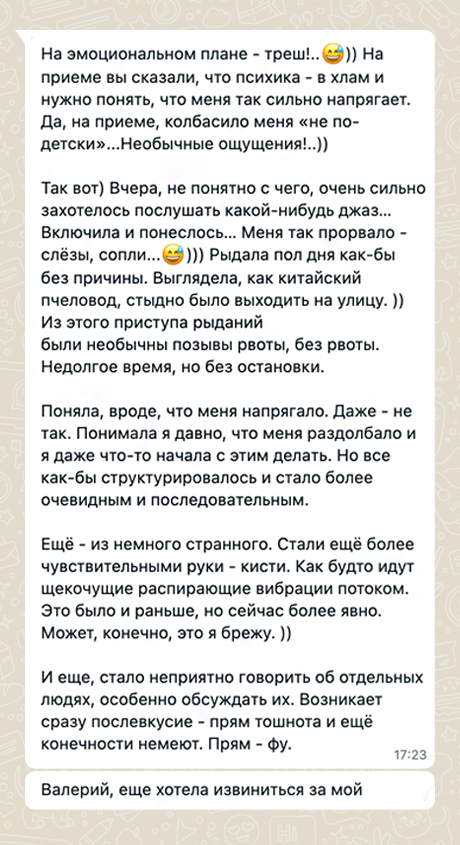 На эмоциональном плане - треш!..😅)) На
приеме вы сказали, что психика - в хлам и
нужно понять, что меня так сильно напрягает.
Да, на приеме, колбасило меня «не по-
детски»...Необычные ощущения!..))
Так вот) Вчера, не понятно с чего, очень сильно
захотелось послушать какой-нибудь джаз...
Включила и понеслось... Меня так прорвало -
слёзы, сопли...😅))) Рыдала пол дня как-бы
без причины. Выглядела, как китайский
пчеловод, стыдно было выходить на улицу. ))
Из этого приступа рыданий
были необычны позывы рвоты, без рвоты.
Недолгое время, но без остановки.
Поняла, вроде, что меня напрягало. Даже - не
так. Понимала я давно, что меня раздолбало и
я даже что-то начала с этим делать. Но все
как-бы структурировалось и стало более
очевидным и последовательным.
Ещё - из немного странного. Стали ещё более
чувствительными руки - кисти. Как будто идут
щекочущие распирающие вибрации потоком.
Это было и раньше, но сейчас более явно.
Может, конечно, это я брежу. ))
И еще, стало неприятно говорить об отдельных
людях, особенно обсуждать их. Возникает
сразу послевкусие - прям тошнота и ещё
конечности немеют. Прям - фу.
17:23
Валерий, еще хотела извиниться за мой